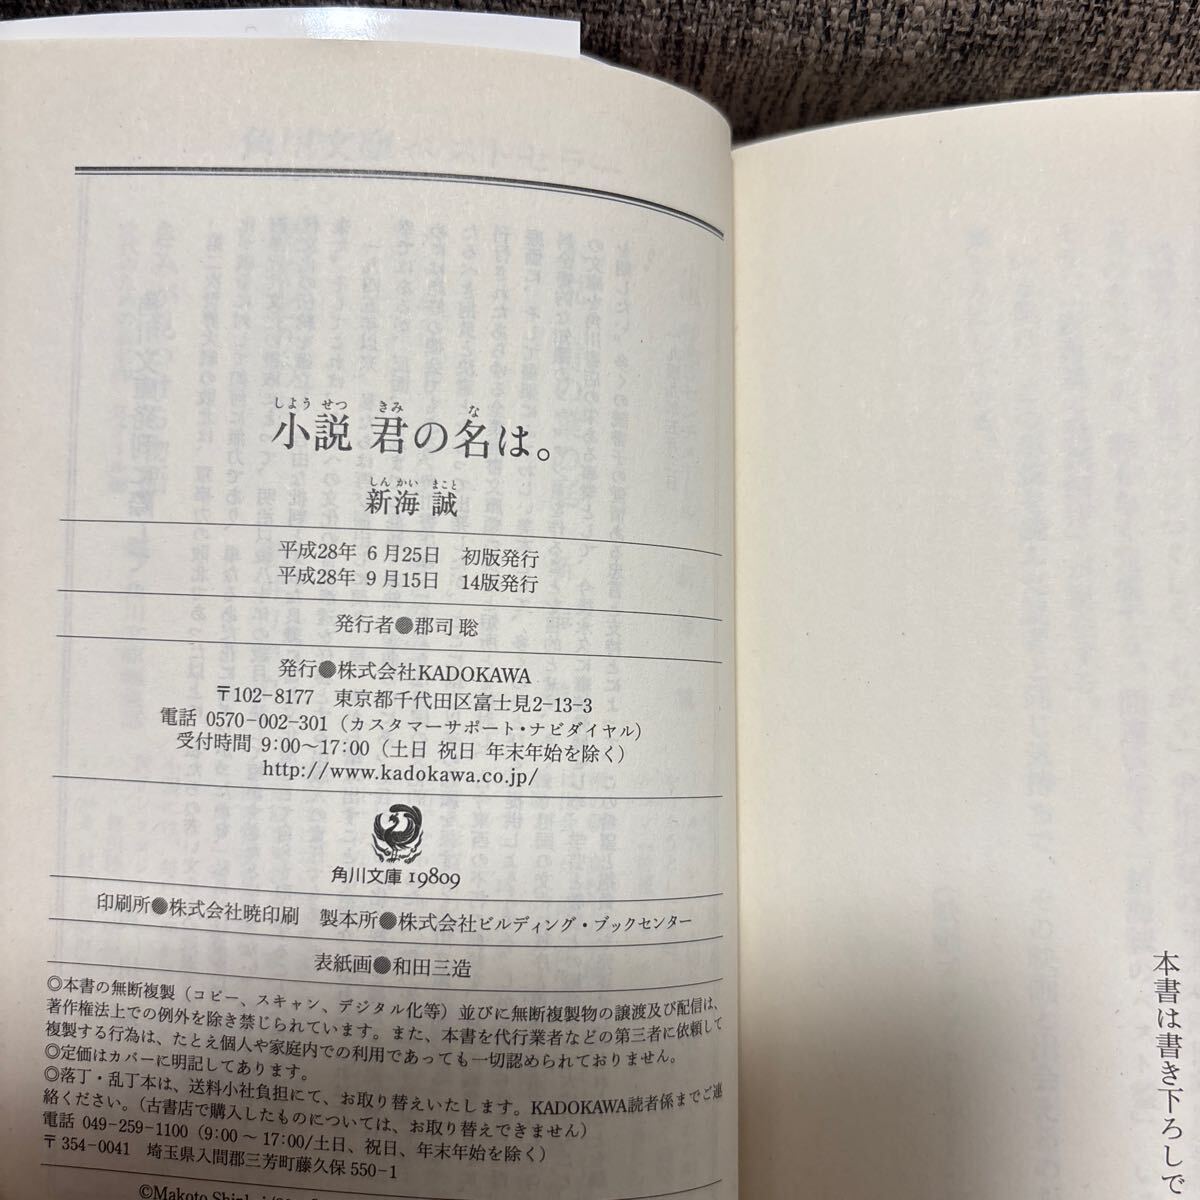 しょう せつ きみ な
小説 君の名は。
しん かい まこと
新海 誠
平成28年 6月25日 初版発行
平成28年 9月15日 14版発行
発行者●郡司 聡
発行●株式会社KADOKAWA
〒102-8177 東京都千代田区富士見2-13-3
電話 0570-002-301（カスタマーサポート・ナビダイヤル）
受付時間 9:00〜17:00（土日 祝日 年末年始を除く）
http://www.kadokawa.co.jp/
角川文庫 19809
印刷所●株式会社暁印刷 製本所●株式会社ビルディング・ブックセンター
表紙画●和田三造
◎本書の無断複製（コピー、スキャン、デジタル化等）並びに無断複製物の譲渡及び配信は、
著作権法上での例外を除き禁じられています。また、本書を代行業者などの第三者に依頼して
複製する行為は、たとえ個人や家庭内での利用であっても一切認められておりません。
◎定価はカバーに明記してあります。
◎落丁・乱丁本は、送料小社負担にて、お取り替えいたします。KADOKAWA読者係までご連
絡ください。（古書店で購入したものについては、お取り替えできません）
電話 049-259-1100（9:00〜17:00/土日、祝日、年末年始を除く）
〒354-0041 埼玉県入間郡三芳町藤久保550-1
©Makoto
本書は書き下ろしで